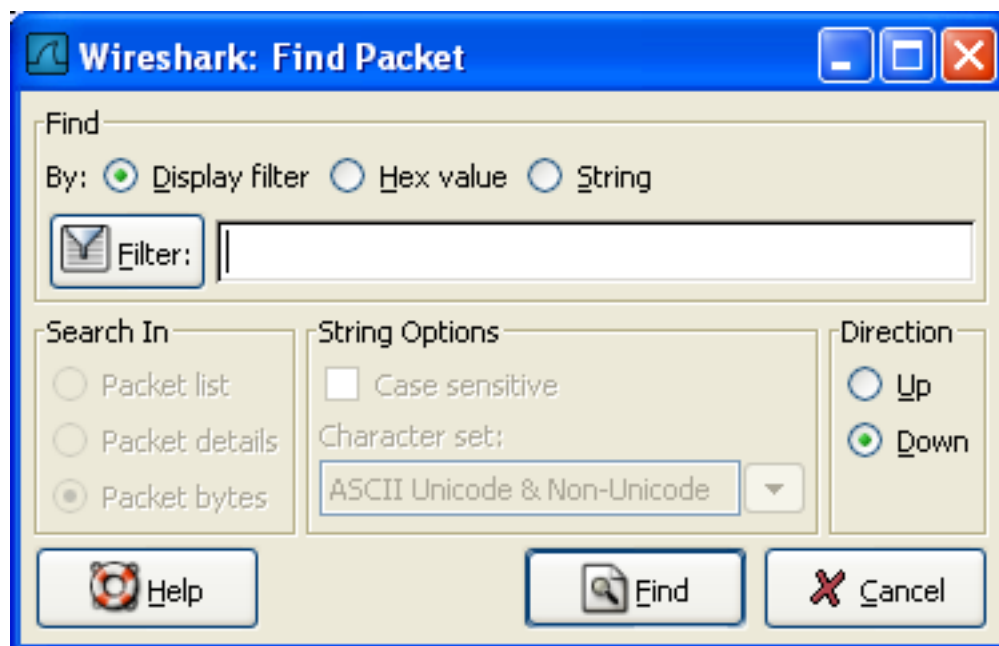 Wireshark: Find Packet
Find
By: Display filter Hex value String
Filter:
Search In
Packet list
Packet details
Packet bytes
String Options
Case sensitive
Character set:
ASCII Unicode & Non-Unicode
Direction
Up
Down
Help
Find
Cancel